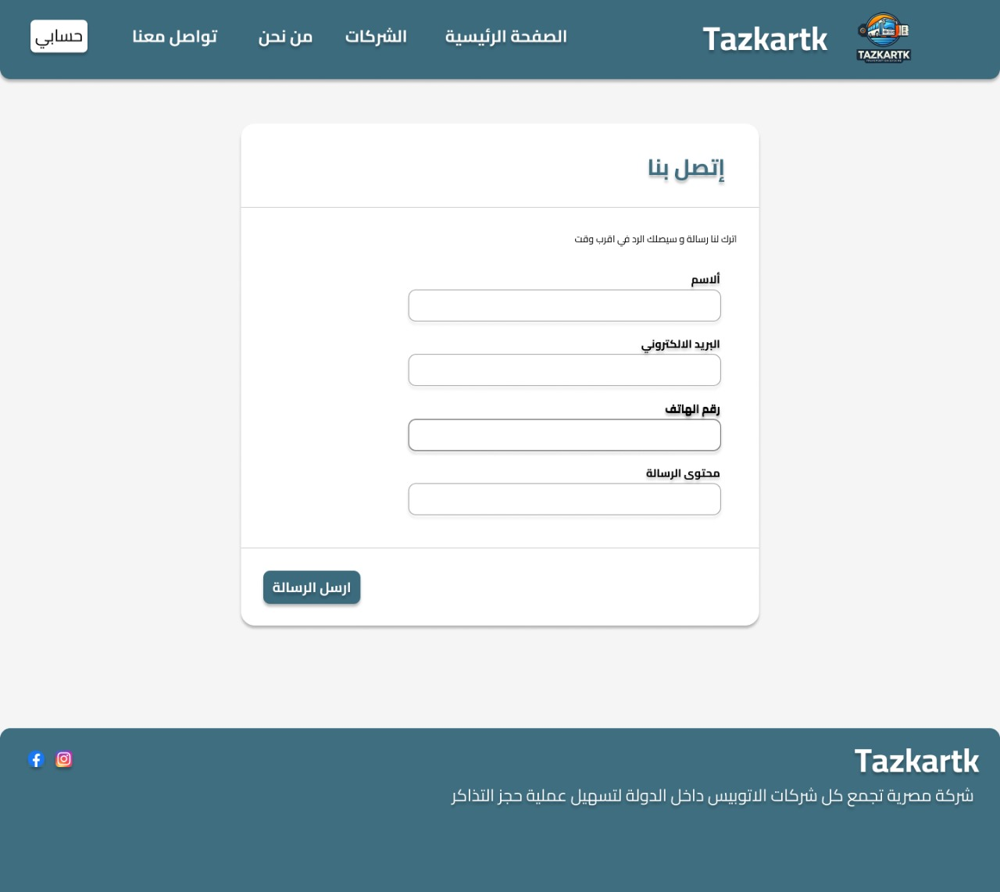 TAZKARTK
Tazkartk
الصفحة الرئيسية
الشركات
من نحن
تواصل معنا
حسابي
إتصل بنا
اترك لنا رسالة و سيصلك الرد في اقرب وقت
ألاسم
البريد الالكتروني
رقم الهاتف
محتوى الرسالة
ارسل الرسالة
Tazkartk
شركة مصرية تجمع كل شركات الاتوبيس داخل الدولة لتسهيل عملية حجز التذاكر